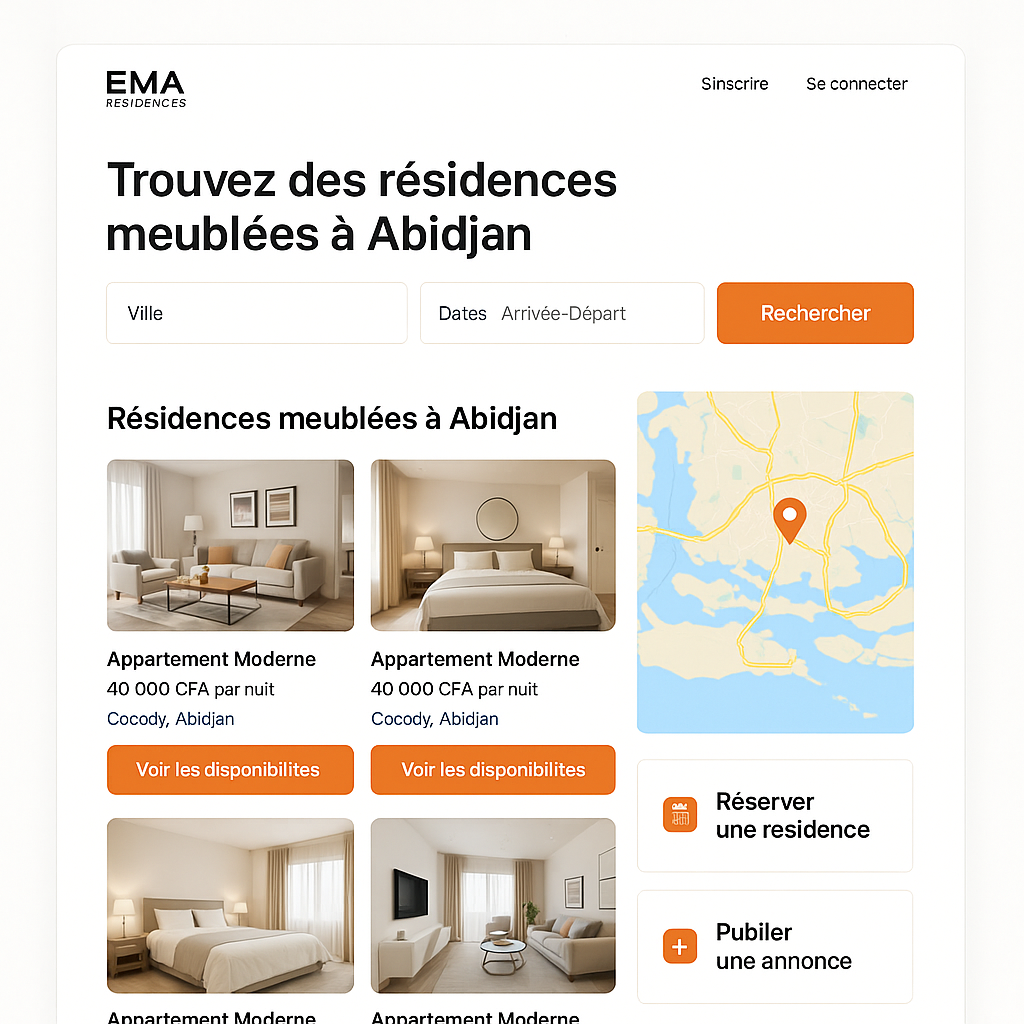 EMA
RESIDENCES
Sinscrire
Se connecter
Trouvez des résidences
meublées à Abidjan
Ville
Dates Arrivée-Départ
Rechercher
Résidences meublées à Abidjan
Appartement Moderne
40 000 CFA par nuit
Cocody, Abidjan
Voir les disponibilites
Appartement Moderne
40 000 CFA par nuit
Cocody, Abidjan
Voir les disponibilites
Appartement Moderne
Appartement Moderne
Réserver
une residence
Pubiler
une annonce